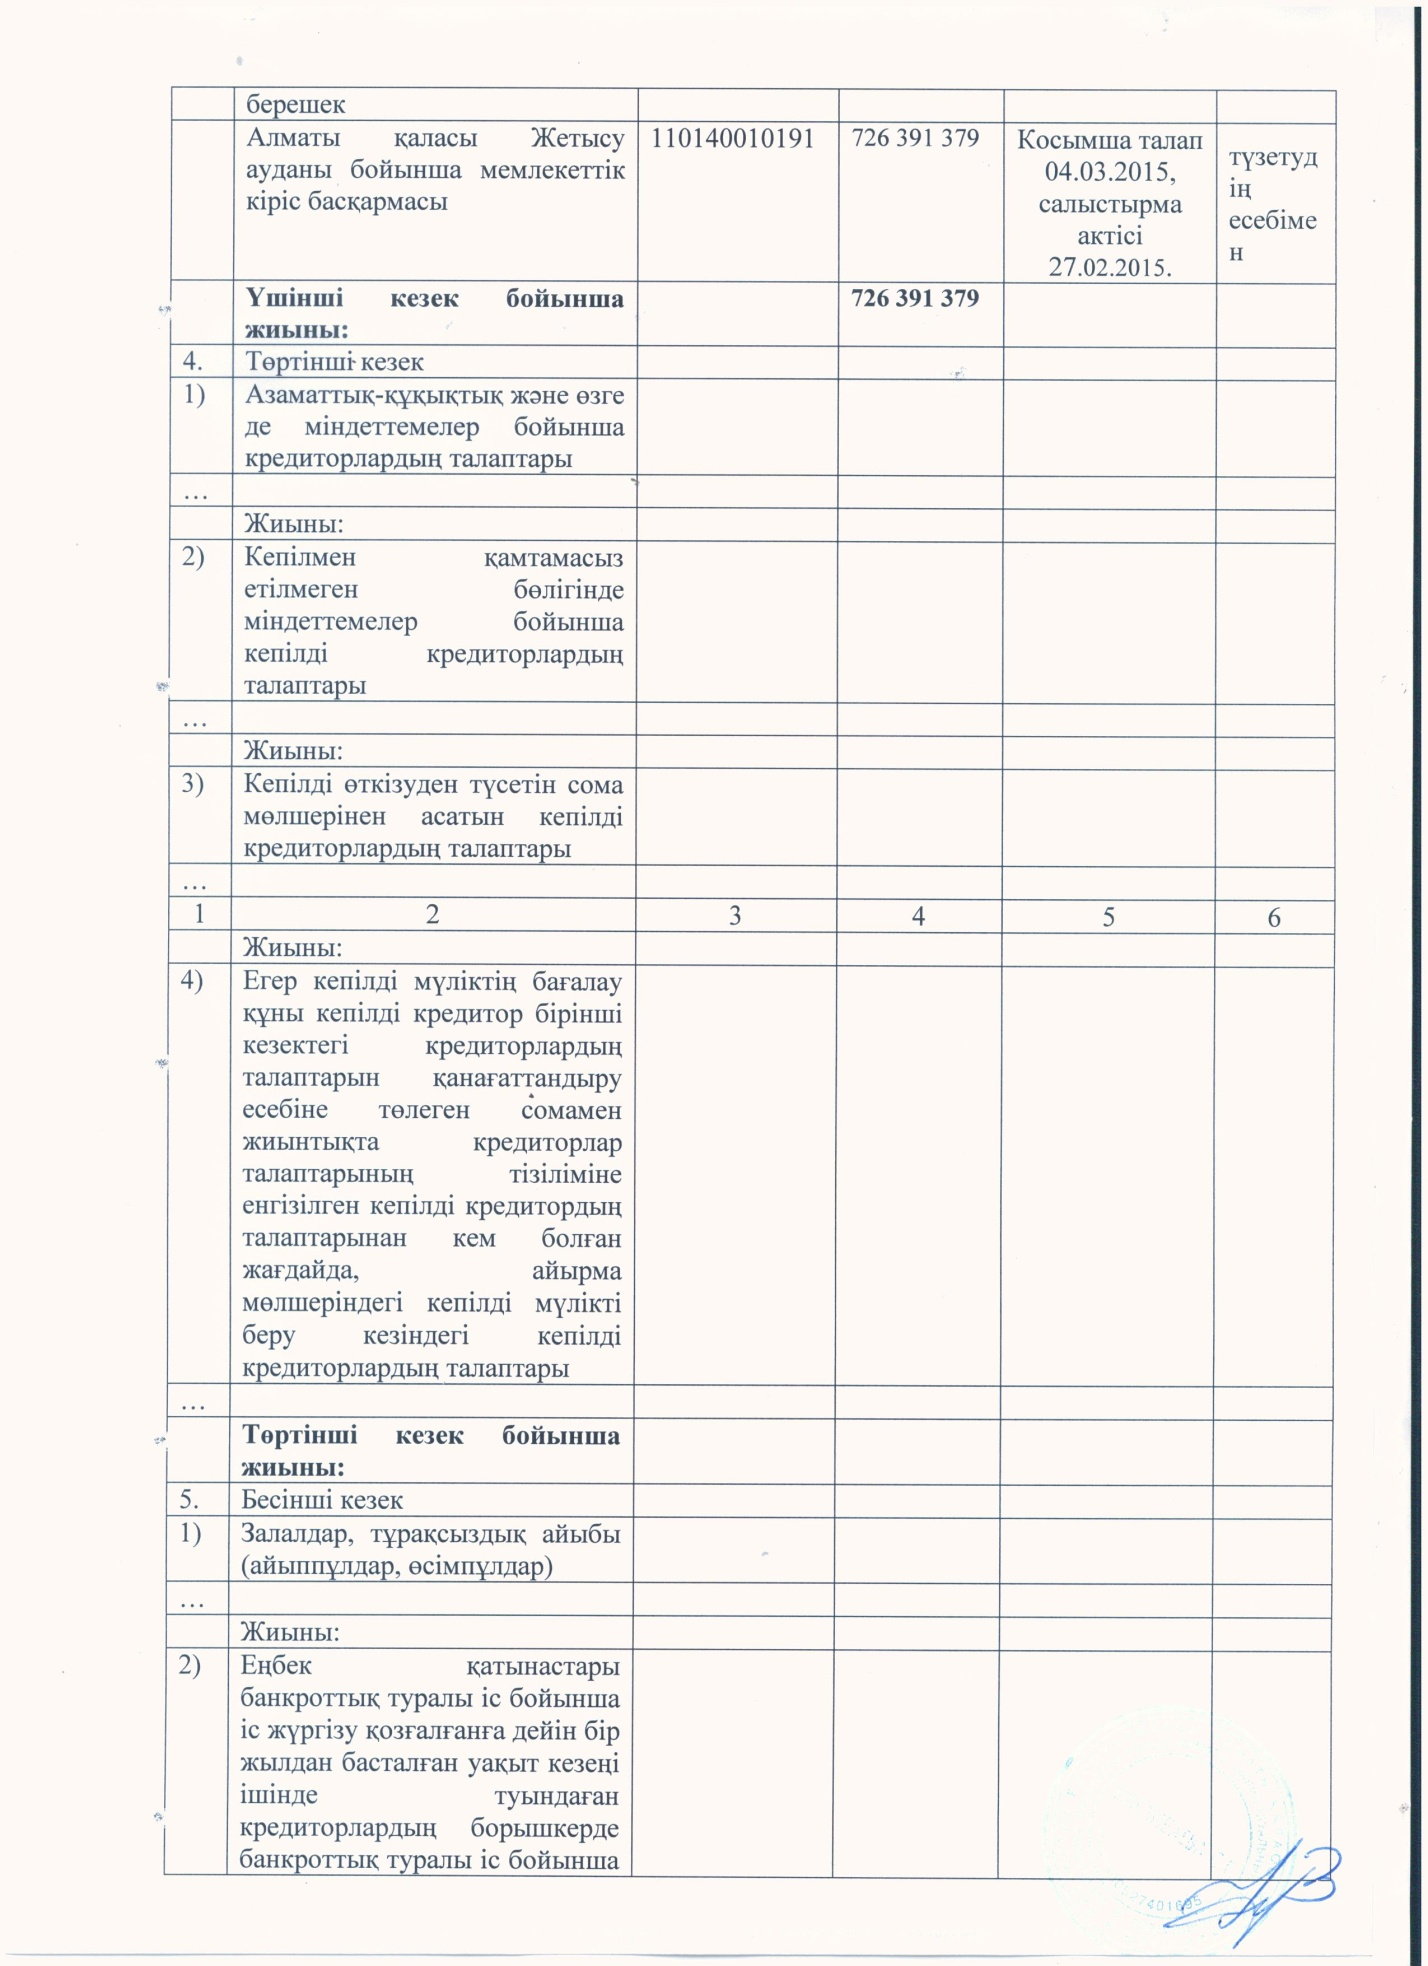 берешек
Алматы қаласы Жетысу 110140010191 726 391 379 Косымша талап
ауданы бойынша мемлекеттік 04.03.2015, түзетуд
кіріс басқармасы салыстырма ің
актісі есебіме
27.02.2015. н
Үшінші кезек бойынша 726 391 379
жиыны:
4. Төртінші кезек
1) Азаматтық-құқықтық және өзге
де міндеттемелер бойынша
кредиторлардың талаптары
…
Жиыны:
2) Кепілмен қамтамасыз
етілмеген бөлігінде
міндеттемелер бойынша
кепілді кредиторлардың
талаптары
…
Жиыны:
3) Кепілді өткізуден түсетін сома
мөлшерінен асатын кепілді
кредиторлардың талаптары
…
1 2 3 4 5 6
Жиыны:
4) Егер кепілді мүліктің бағалау
құны кепілді кредитор бірінші
кезектегі кредиторлардың
талаптарын қанағаттандыру
есебіне төлеген сомамен
жиынтықта кредиторлар
талаптарының тізіліміне
енгізілген кепілді кредитордың
талаптарынан кем болған
жағдайда, айырма
мөлшеріндегі кепілді мүлікті
беру кезіндегі кепілді
кредиторлардың талаптары
…
Төртінші кезек бойынша
жиыны:
5. Бесінші кезек
1) Залалдар, тұрақсыздық айыбы
(айыппұлдар, өсімпұлдар)
…
Жиыны:
2) Еңбек қатынастары
банкроттық туралы іс бойынша
іс жүргізу қозғалғанға дейін бір
жылдан басталған уақыт кезеңі
ішінде туындаған
кредиторлардың борышкерде
банкроттық туралы іс бойынша